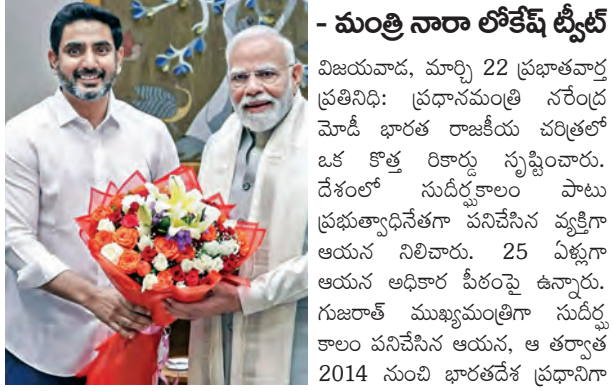 - మంత్రి నారా లోకేష్ ట్వీట్
విజయవాడ, మార్చి 22 ప్రభాతవార్త
ప్రతినిధి: ప్రధానమంత్రి నరేంద్ర
మోడీ భారత రాజకీయ చరిత్రలో
ఒక కొత్త రికార్డు సృష్టించారు.
దేశంలో సుదీర్ఘకాలం పాటు
ప్రభుత్వాధినేతగా పనిచేసిన వ్యక్తిగా
ఆయన నిలిచారు. 25 ఏళ్లుగా
ఆయన అధికార పీఠంపై ఉన్నారు.
గుజరాత్ ముఖ్యమంత్రిగా సుదీర్ఘ
కాలం పనిచేసిన ఆయన, ఆ తర్వాత
2014 నుంచి భారతదేశ ప్రధానిగా